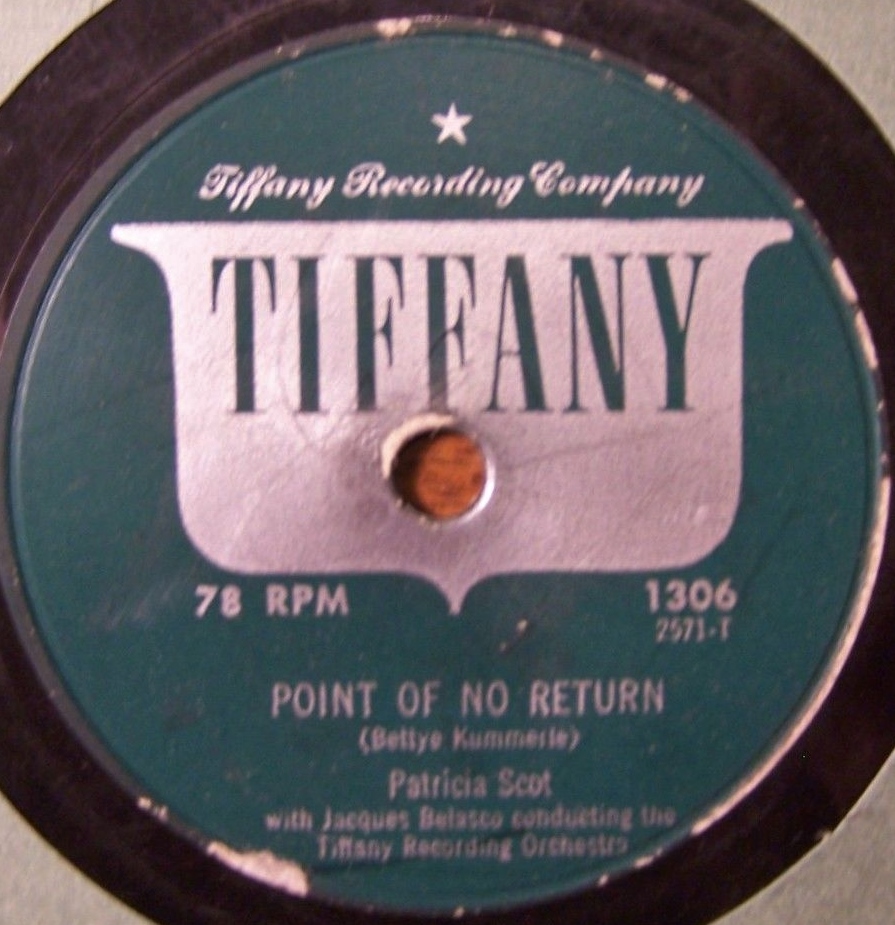 Tiffany Recording Company
TIFFANY
78 RPM 1306
2571-T
POINT OF NO RETURN
(Bettye Kummerle)
Patricia Scot
with Jacques Belasco conducting the
Tiffany Recording Orchestra